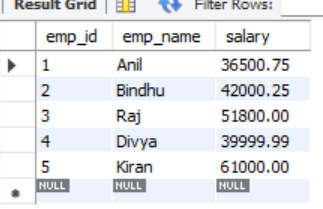 Result Grid Filter Rows:
emp_id emp_name salary
1 Anil 36500.75
2 Bindhu 42000.25
3 Raj 51800.00
4 Divya 39999.99
5 Kiran 61000.00
NULL NULL NULL